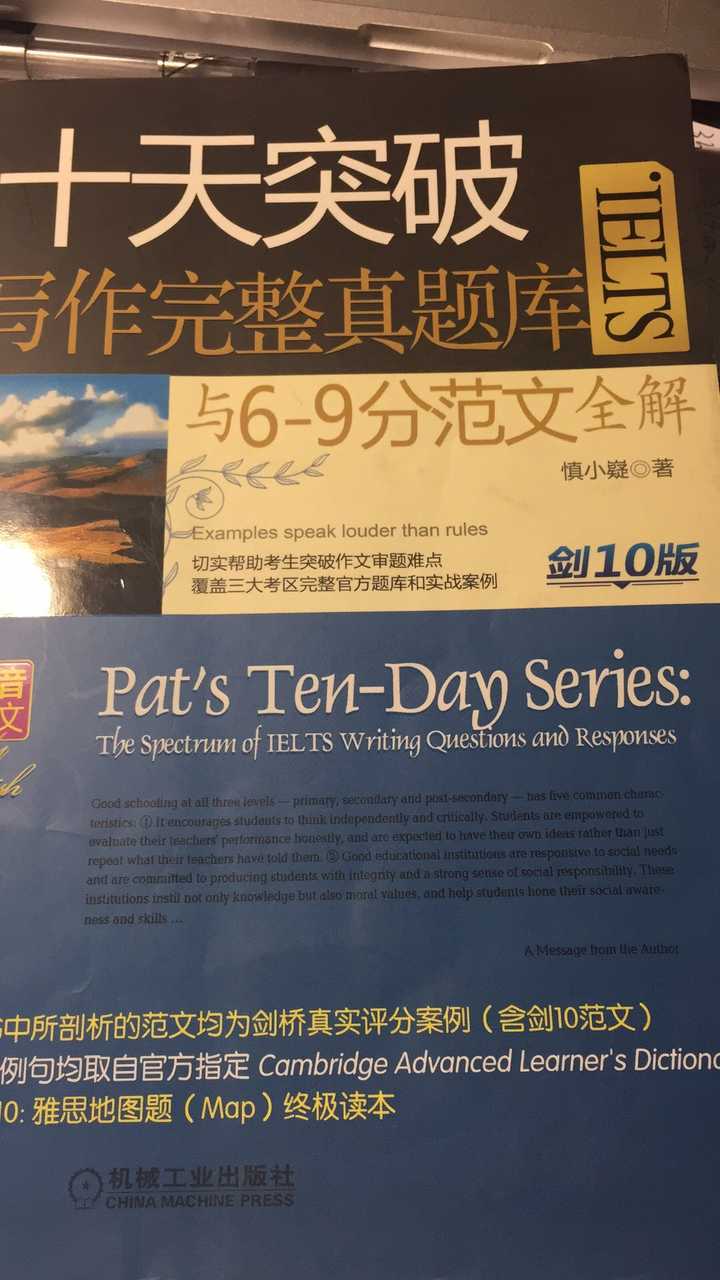 十天突破
写作完整真题库
IELTS
与6-9分范文全解
慎小嶷◎著
Examples speak louder than rules
切实帮助考生突破作文审题难点
覆盖三大考区完整官方题库和实战案例
剑10版
音
文
Pat's Ten-Day Series:
The Spectrum of IELTS Writing Questions and Responses
Good schooling at all three levels — primary, secondary and post-secondary — has five common charac-
teristics: ① It encourages students to think independently and critically. Students are empowered to
evaluate their teachers' performance honestly, and are expected to have their own ideas rather than just
repeat what their teachers have told them. ⑤ Good educational institutions are responsive to social needs
and are committed to producing students with integrity and a strong sense of social responsibility. These
institutions instil not only knowledge but also moral values, and help students hone their social aware-
ness and skills ...
A Message from the Author
中所剖析的范文均为剑桥真实评分案例（含剑10范文）
例句均取自官方指定 Cambridge Advanced Learner's Dictiona
10: 雅思地图题（Map）终极读本
机械工业出版社
CHINA MACHINE PRESS